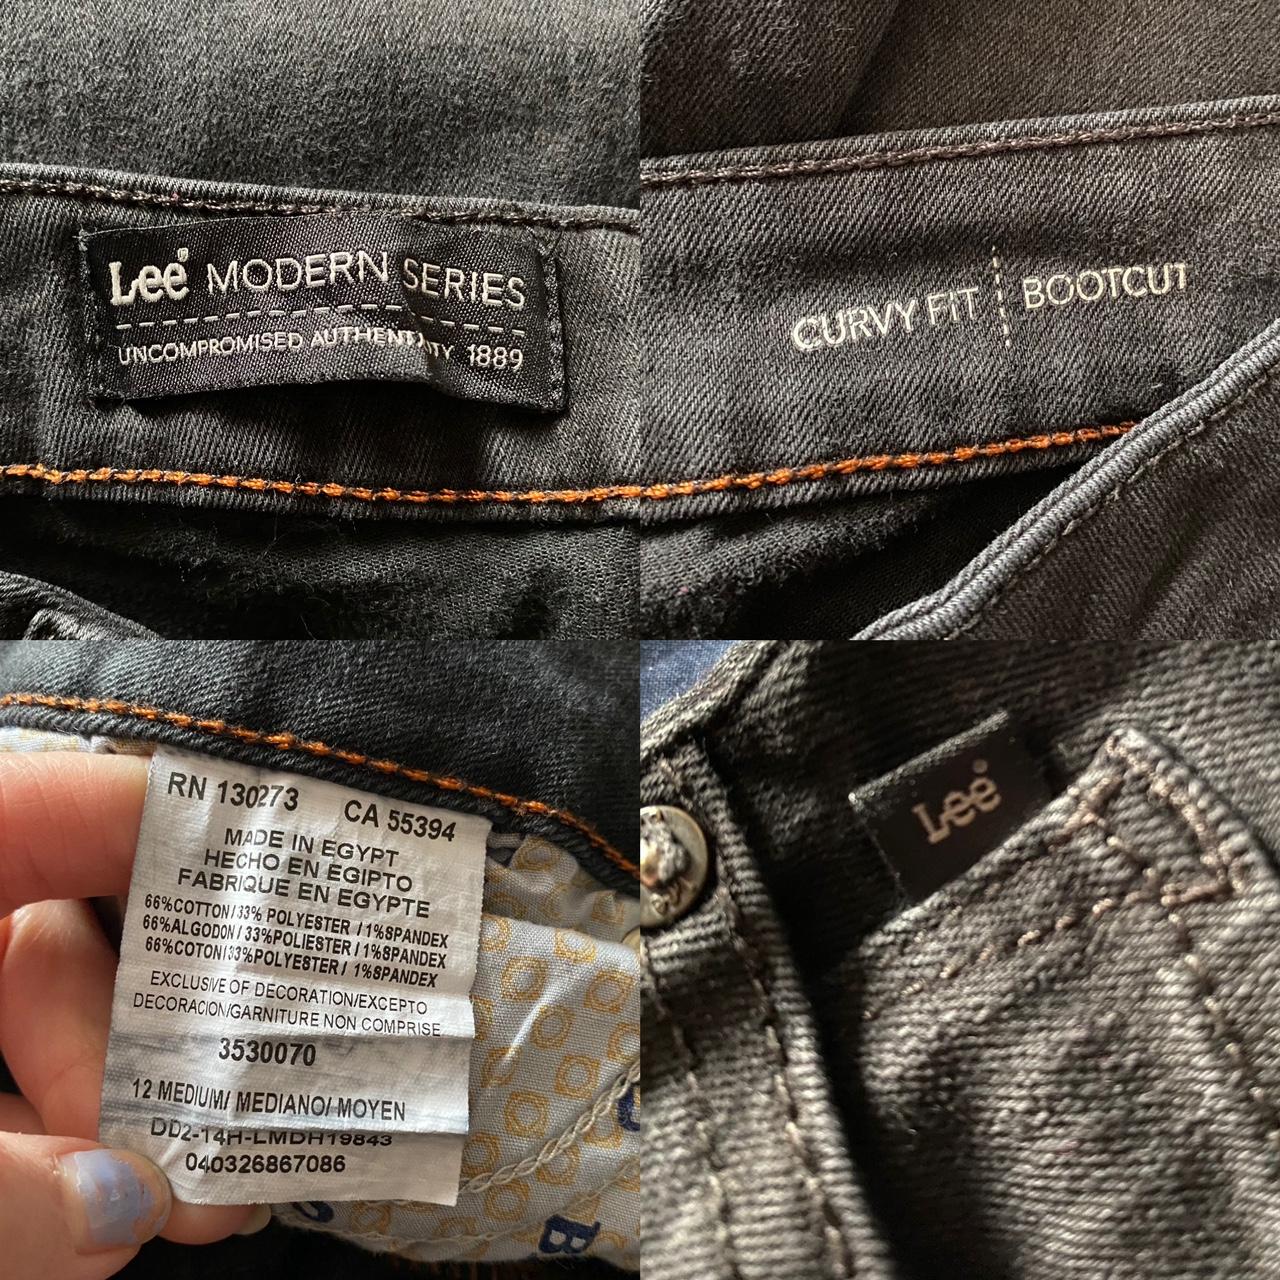 Lee® MODERN SERIES
UNCOMPROMISED AUTHENTICITY 1889
CURVY FIT BOOTCUT
RN 130273 CA 55394
MADE IN EGYPT
HECHO EN EGIPTO
FABRIQUE EN EGYPTE
66%COTTON/33% POLYESTER /1%SPANDEX
66%ALGODON/33%POLIESTER/1%SPANDEX
66%COTON/33%POLYESTER/ 1%SPANDEX
EXCLUSIVE OF DECORATION/EXCEPTO
DECORACION/GARNITURE NON COMPRISE
3530070
12 MEDIUM/ MEDIANO/ MOYEN
DD2-14H-LMDH19843
040326867086
B
Lee®